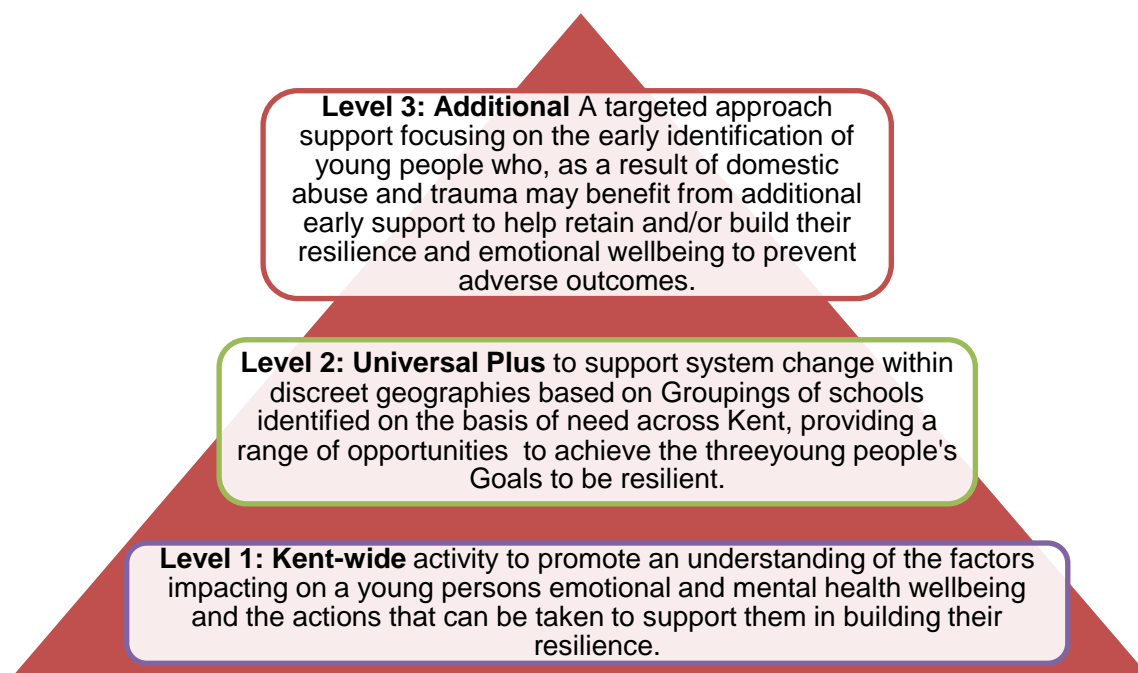 Level 3: Additional A targeted approach
support focusing on the early identification of
young people who, as a result of domestic
abuse and trauma may benefit from additional
early support to help retain and/or build their
resilience and emotional wellbeing to prevent
adverse outcomes.
Level 2: Universal Plus to support system change within
discreet geographies based on Groupings of schools
identified on the basis of need across Kent, providing a
range of opportunities  to achieve the threeyoung people's
Goals to be resilient.
Level 1: Kent-wide activity to promote an understanding of the factors
impacting on a young persons emotional and mental health wellbeing
and the actions that can be taken to support them in building their
resilience.